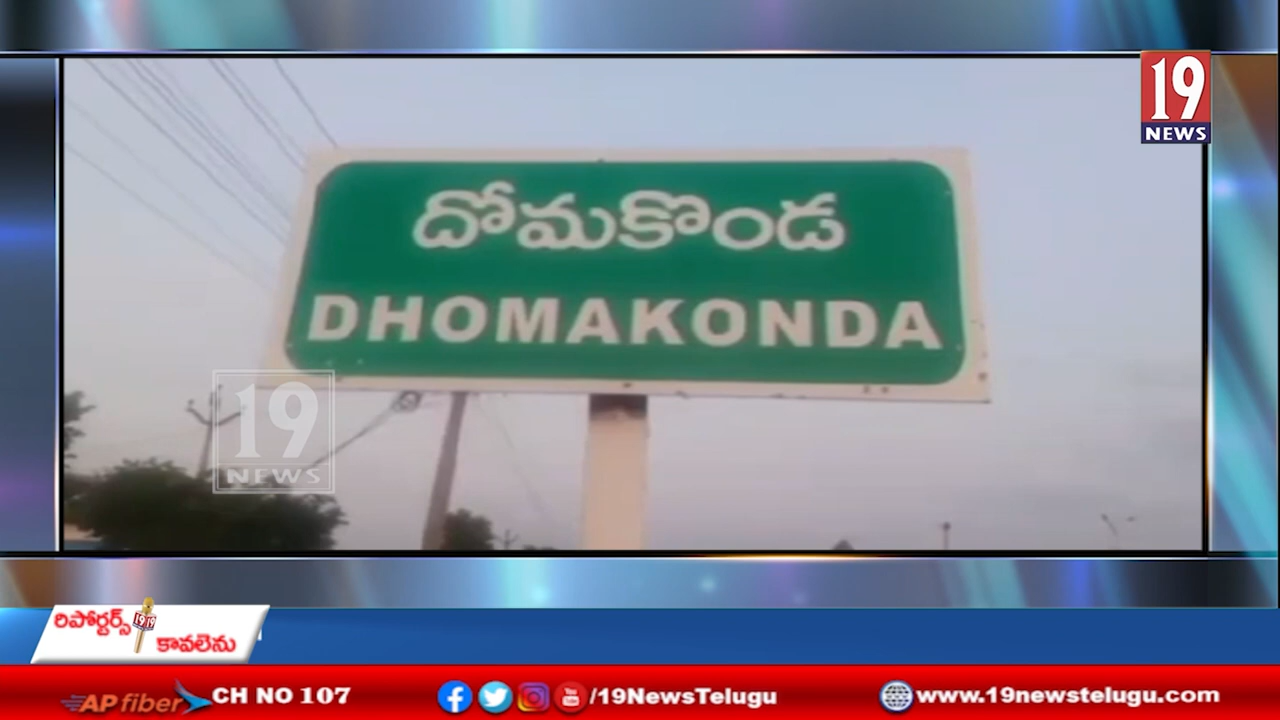 19
NEWS
దోమకొండ
DHOMAKONDA
19
NEWS
రిపోర్టర్స్
కావలెను
AP fiber CH NO 107
/19NewsTelugu
www.19newstelugu.com